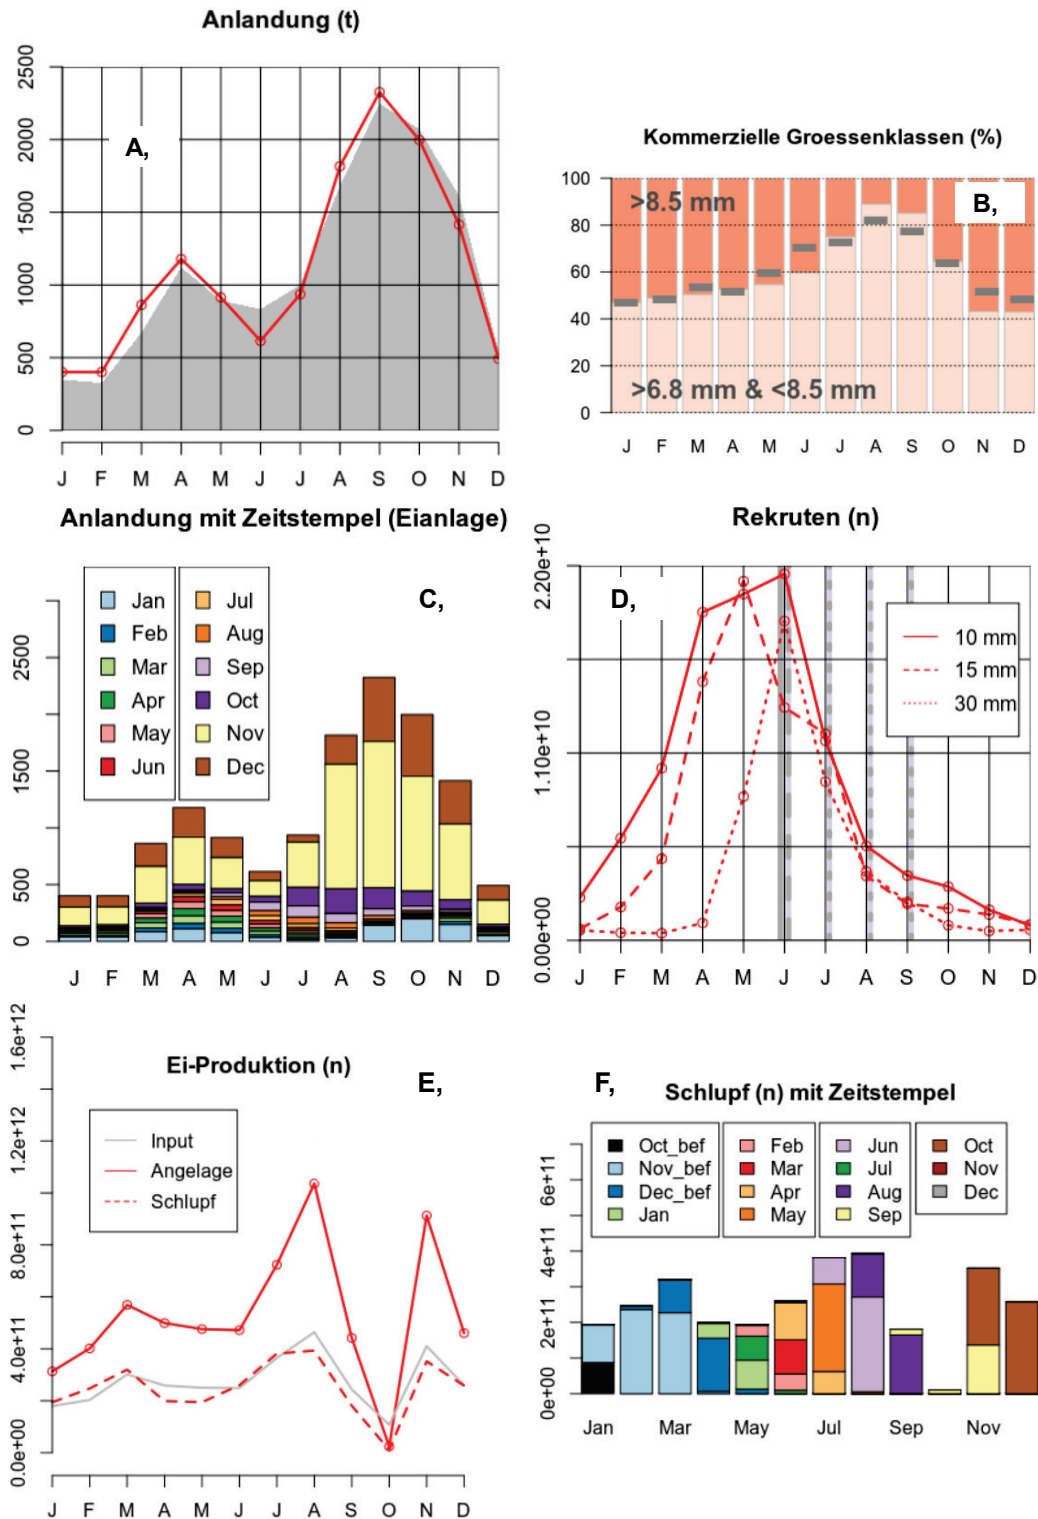 Anlandung (t)
A,
0 500 1000 1500 2000 2500
J F M A M J J A S O N D
Kommerzielle Groessenklassen (%)
B,
>8.5 mm
>6.8 mm & <8.5 mm
100
80
60
40
20
0
J F M A M J J A S O N D
Anlandung mit Zeitstempel (Eianlage)
C,
Jan
Feb
Mar
Apr
May
Jun
Jul
Aug
Sep
Oct
Nov
Dec
0 500 1500 2500
J F M A M J J A S O N D
Rekruten (n)
D,
10 mm
15 mm
30 mm
0.00e+00 1.10e+10 2.20e+10
J F M A M J J A S O N D
Ei-Produktion (n)
E,
Input
Angelage
Schlupf
0.0e+00 4.0e+11 8.0e+11 1.2e+12 1.6e+12
J F M A M J J A S O N D
F,
Schlupf (n) mit Zeitstempel
Oct_bef
Nov_bef
Dec_bef
Jan
Feb
Mar
Apr
May
Jun
Jul
Aug
Sep
Oct
Nov
Dec
0e+00 2e+11 4e+11 6e+11
Jan Mar May Jul Sep Nov